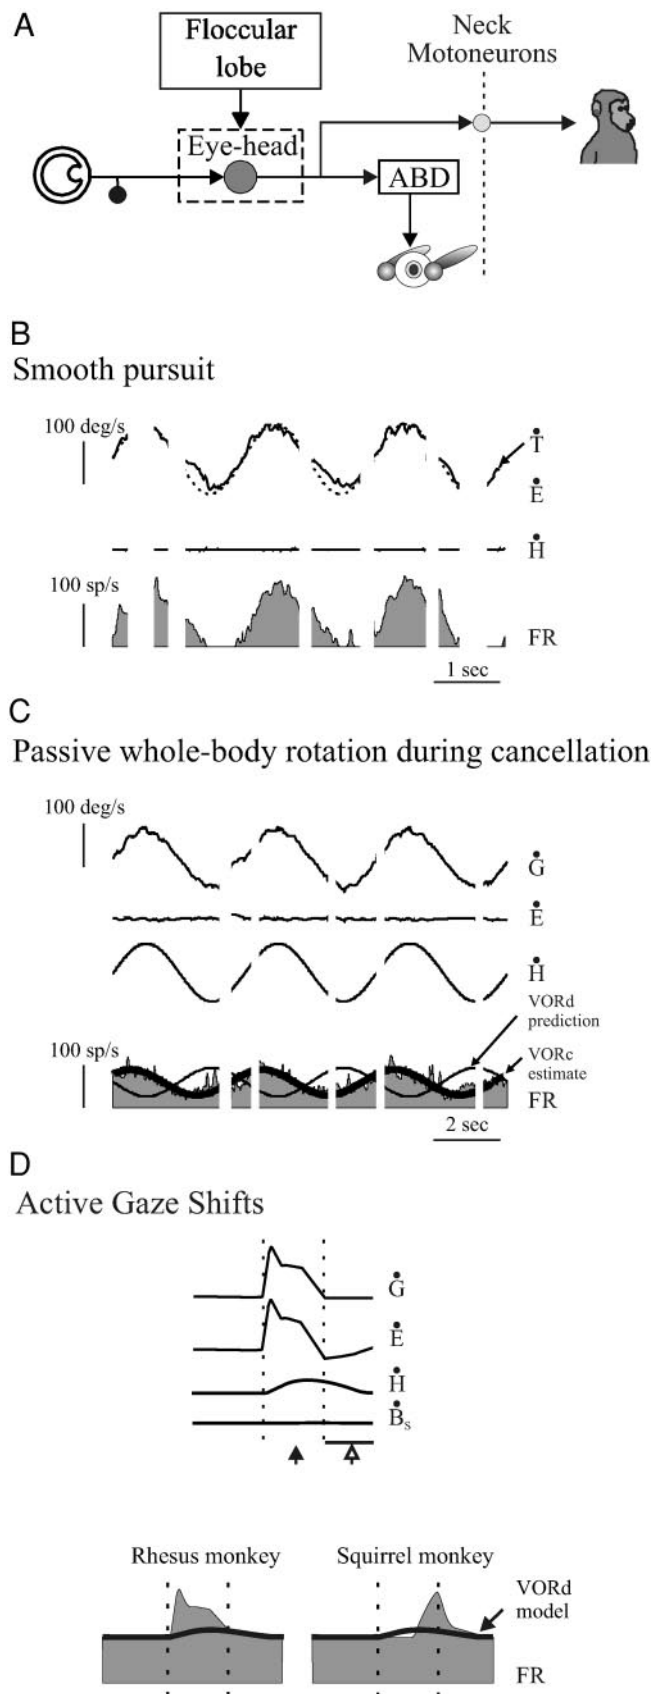 A
Floccular
lobe
Neck
Motoneurons
Eye-head
ABD
B
Smooth pursuit
100 deg/s
Ṫ
Ė
Ḣ
100 sp/s
FR
1 sec
C
Passive whole-body rotation during cancellation
100 deg/s
Ġ
Ė
Ḣ
VORd
prediction
100 sp/s
VORc
estimate
FR
2 sec
D
Active Gaze Shifts
Ġ
Ė
Ḣ
Ḃs
Rhesus monkey
Squirrel monkey
VORd
model
FR